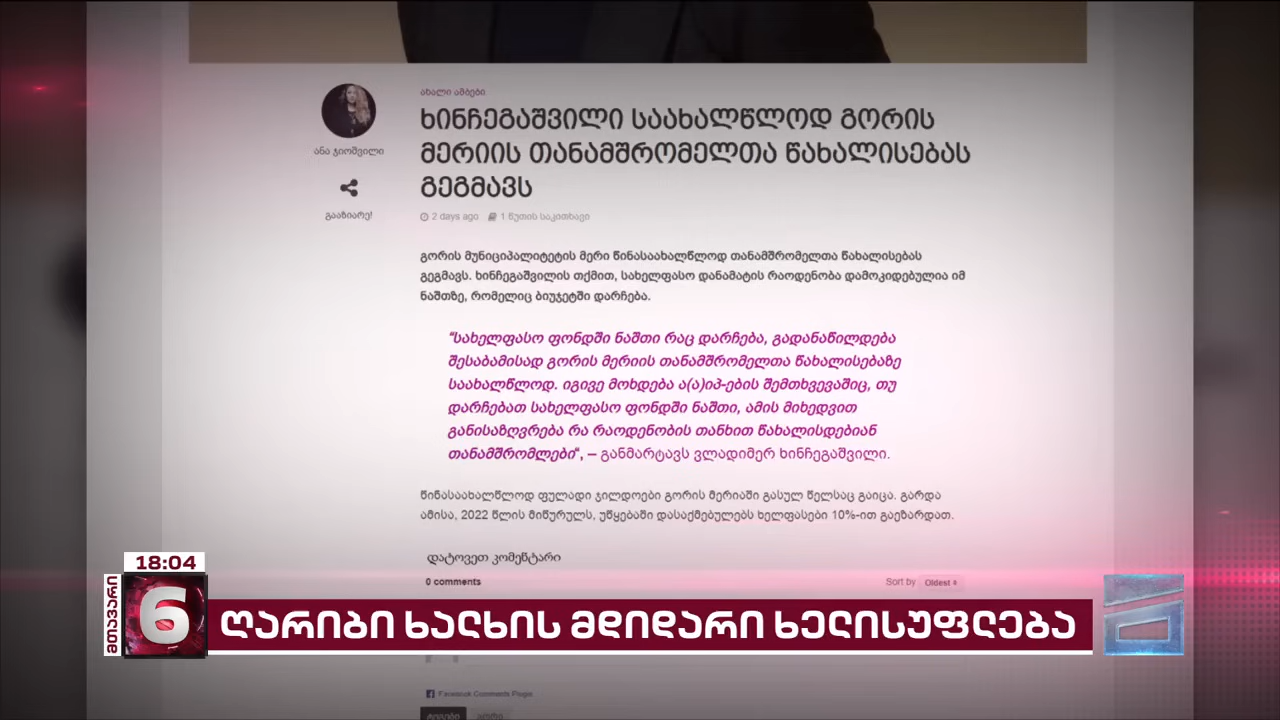 ახალი ამბები
ხინჩეგაშვილი საახალწლოდ გორის
მერიის თანამშრომელთა წახალისებას
გეგმავს
ანა ჯიოშვილი
გააზიარე!
2 days ago 1 წუთის საკითხავი
გორის მუნიციპალიტეტის მერი წინასაახალწლოდ თანამშრომელთა წახალისებას
გეგმავს. ხინჩეგაშვილის თქმით, სახელფასო დანამატის რაოდენობა დამოკიდებულია იმ
ნაშთზე, რომელიც ბიუჯეტში დარჩება.
“სახელფასო ფონდში ნაშთი რაც დარჩება, გადანაწილდება
შესაბამისად გორის მერიის თანამშრომელთა წახალისებაზე
საახალწლოდ. იგივე მოხდება ა(ა)იპ-ების შემთხვევაშიც, თუ
დარჩებათ სახელფასო ფონდში ნაშთი, ამის მიხედვით
განისაზღვრება რა რაოდენობის თანხით წახალისდებიან
თანამშრომლები“, – განმარტავს ვლადიმერ ხინჩეგაშვილი.
წინასაახალწლოდ ფულადი ჯილდოები გორის მერიაში გასულ წელსაც გაიცა. გარდა
ამისა, 2022 წლის მიწურულს, უწყებაში დასაქმებულებს ხელფასები 10%-ით გაეზარდათ.
დატოვეთ კომენტარი
0 comments Sort by Oldest
18:04
მთავარი
6
ღარიბი ხალხის მდიდარი ხელისუფლება
Facebook Comments Plugin
ტეგები გორი